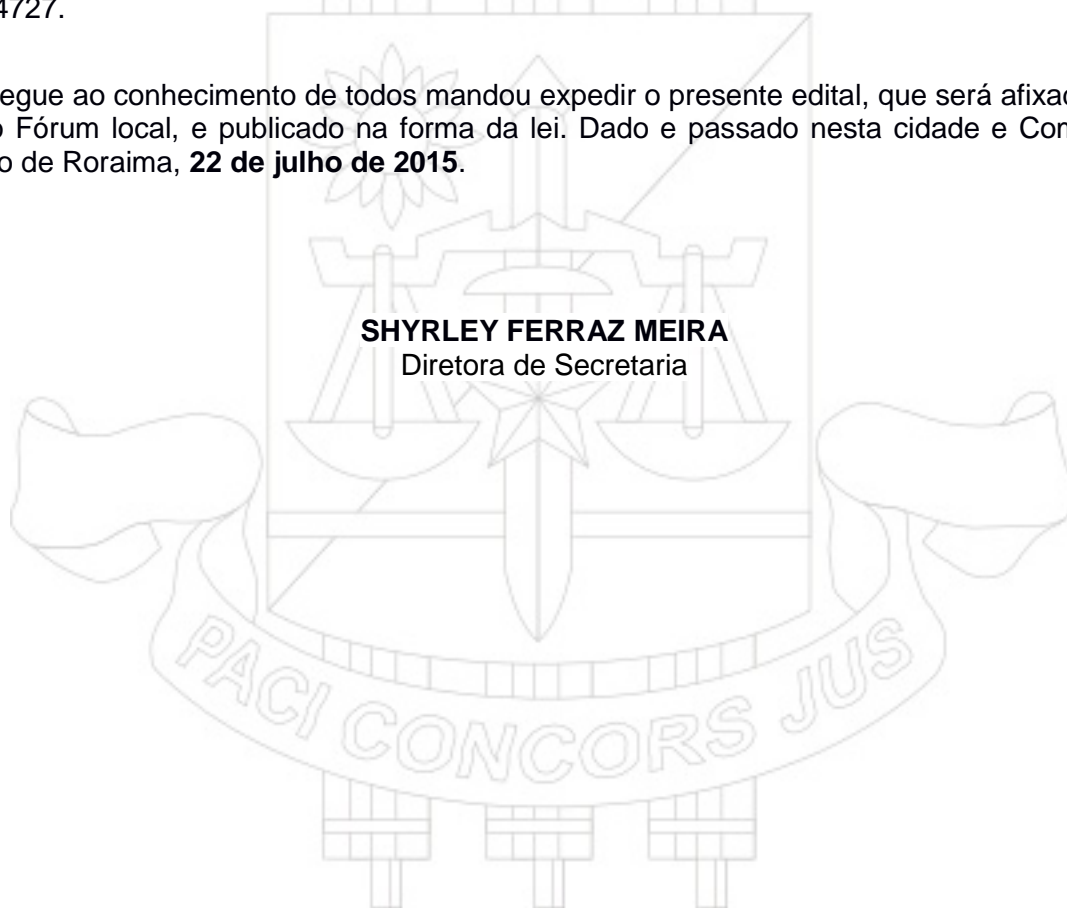 4727.
egue ao conhecimento de todos mandou expedir o presente edital, que será afixac
Fórum local, e publicado na forma da lei. Dado e passado nesta cidade e Con
o de Roraima, 22 de julho de 2015.
SHYRLEY FERRAZ MEIRA
Diretora de Secretaria
PACI CONCORS JUS